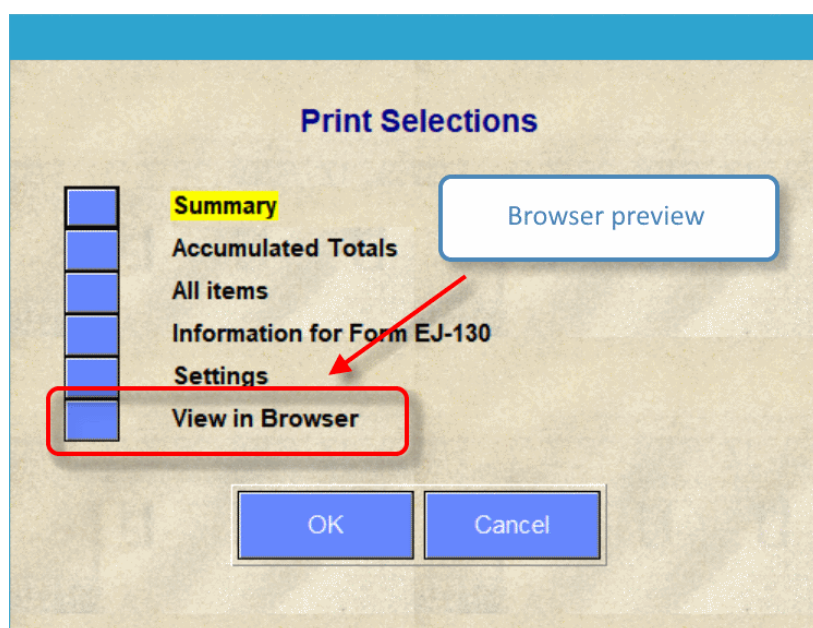 Print Selections
Summary
Browser preview
Accumulated Totals
All items
Information for Form EJ-130
Settings
View in Browser
OK
Cancel